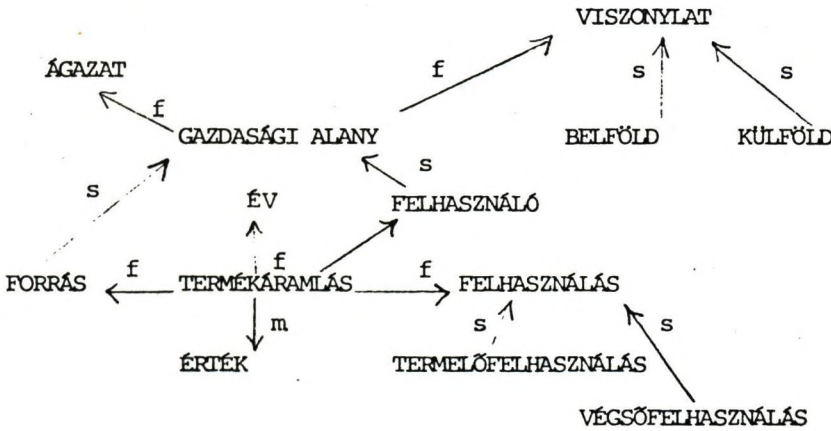 VISZONYLAT
ÁGAZAT
f
s
s
f
GAZDASÁGI ALANY
BELFÖLD
KÜLFÖLD
s
s
ÉV
FELHASZNÁLÓ
f
FORRÁS
f
TERMÉKÁRAMLÁS
f
FELHASZNÁLÁS
m
s
s
ÉRTÉK
TERMELŐFELHASZNÁLÁS
VÉGSŐFELHASZNÁLÁS